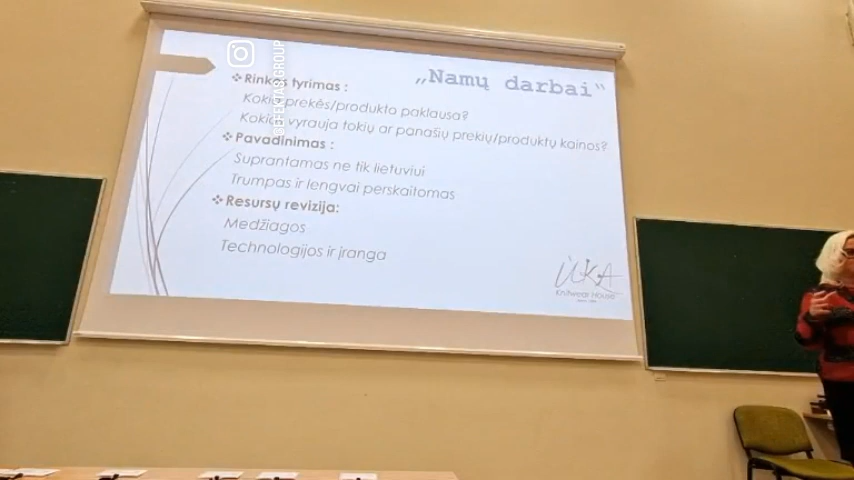 „Namų darbai“
❖Rinkos tyrimas :
Kokia prekės/produkto paklausa?
Kokios vyrauja tokių ar panašių prekių/produktų kainos?
❖Pavadinimas :
Suprantamas ne tik lietuviui
Trumpas ir lengvai perskaitomas
❖Resursų revizija:
Medžiagos
Technologijos ir įranga
ŪKA
Knitwear House